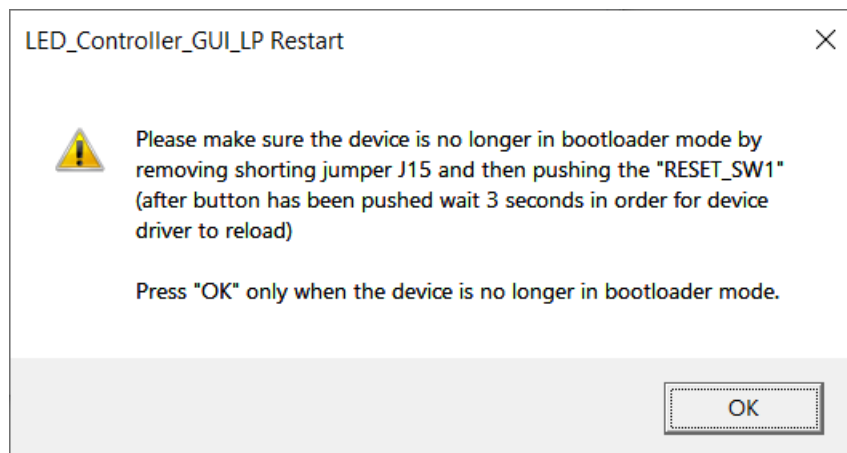 LED_Controller_GUI_LP Restart
Please make sure the device is no longer in bootloader mode by
removing shorting jumper J15 and then pushing the "RESET_SW1"
(after button has been pushed wait 3 seconds in order for device
driver to reload)
Press "OK" only when the device is no longer in bootloader mode.
OK